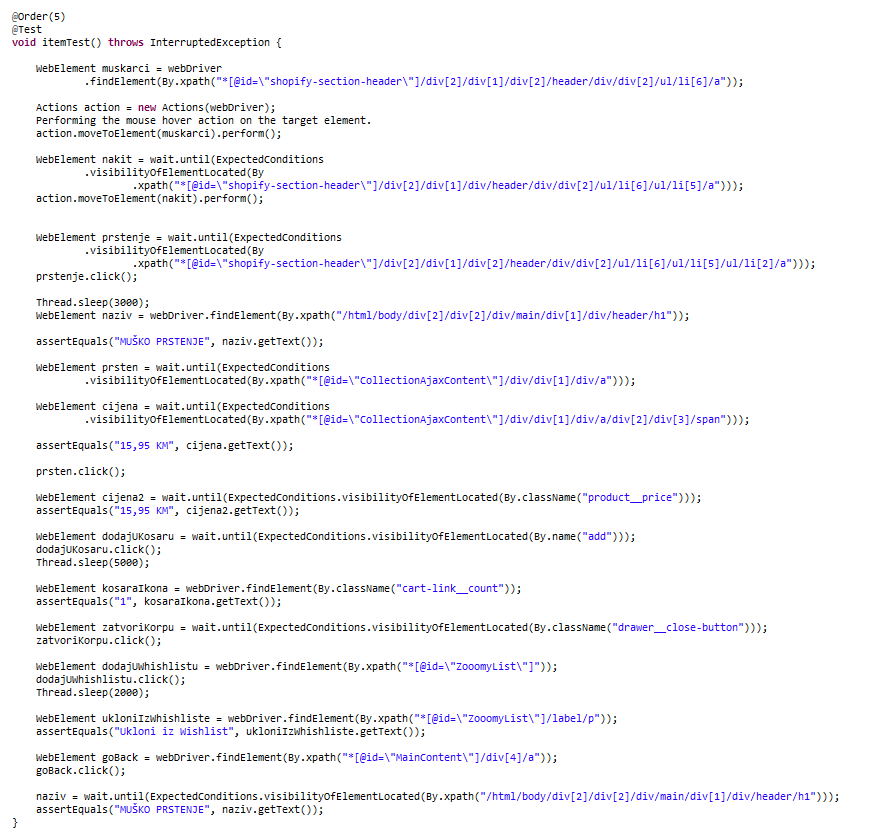 @Order(5)
@Test
void itemTest() throws InterruptedException {
WebElement muskarci = webDriver
.findElement(By.xpath("*[@id=\"shopify-section-header\"]/div[2]/div[1]/div[2]/header/div/div[2]/ul/li[6]/a"));
Actions action = new Actions(webDriver);
Performing the mouse hover action on the target element.
action.moveToElement(muskarci).perform();
WebElement nakit = wait.until(ExpectedConditions
.visibilityOfElementLocated(By
.xpath("*[@id=\"shopify-section-header\"]/div[2]/div[1]/div/header/div/div[2]/ul/li[6]/ul/li[5]/a")));
action.moveToElement(nakit).perform();
WebElement prstenje = wait.until(ExpectedConditions
.visibilityOfElementLocated(By
.xpath("*[@id=\"shopify-section-header\"]/div[2]/div[1]/div[2]/header/div/div[2]/ul/li[6]/ul/li[5]/ul/li[2]/a")));
prstenje.click();
Thread.sleep(3000);
WebElement naziv = webDriver.findElement(By.xpath("/html/body/div[2]/div[2]/div/main/div[1]/div/header/h1"));
assertEquals("MUŠKO PRSTENJE", naziv.getText());
WebElement prsten = wait.until(ExpectedConditions
.visibilityOfElementLocated(By.xpath("*[@id=\"CollectionAjaxContent\"]/div/div[1]/div/a")));
WebElement cijena = wait.until(ExpectedConditions
.visibilityOfElementLocated(By.xpath("*[@id=\"CollectionAjaxContent\"]/div/div[1]/div/a/div[2]/div[3]/span")));
assertEquals("15,95 KM", cijena.getText());
prsten.click();
WebElement cijena2 = wait.until(ExpectedConditions.visibilityOfElementLocated(By.className("product__price")));
assertEquals("15,95 KM", cijena2.getText());
WebElement dodajUKosaru = wait.until(ExpectedConditions.visibilityOfElementLocated(By.name("add")));
dodajUKosaru.click();
Thread.sleep(5000);
WebElement kosaraIkona = webDriver.findElement(By.className("cart-link__count"));
assertEquals("1", kosaraIkona.getText());
WebElement zatvoriKorpu = wait.until(ExpectedConditions.visibilityOfElementLocated(By.className("drawer__close-button")));
zatvoriKorpu.click();
WebElement dodajUWhishlistu = webDriver.findElement(By.xpath("*[@id=\"ZooomyList\"]"));
dodajUWhishlistu.click();
Thread.sleep(2000);
WebElement ukloniIzWhishliste = webDriver.findElement(By.xpath("*[@id=\"ZooomyList\"]/label/p"));
assertEquals("Ukloni iz Wishlist", ukloniIzWhishliste.getText());
WebElement goBack = webDriver.findElement(By.xpath("*[@id=\"MainContent\"]/div[4]/a"));
goBack.click();
naziv = wait.until(ExpectedConditions.visibilityOfElementLocated(By.xpath("/html/body/div[2]/div[2]/div/main/div[1]/div/header/h1")));
assertEquals("MUŠKO PRSTENJE", naziv.getText());
}